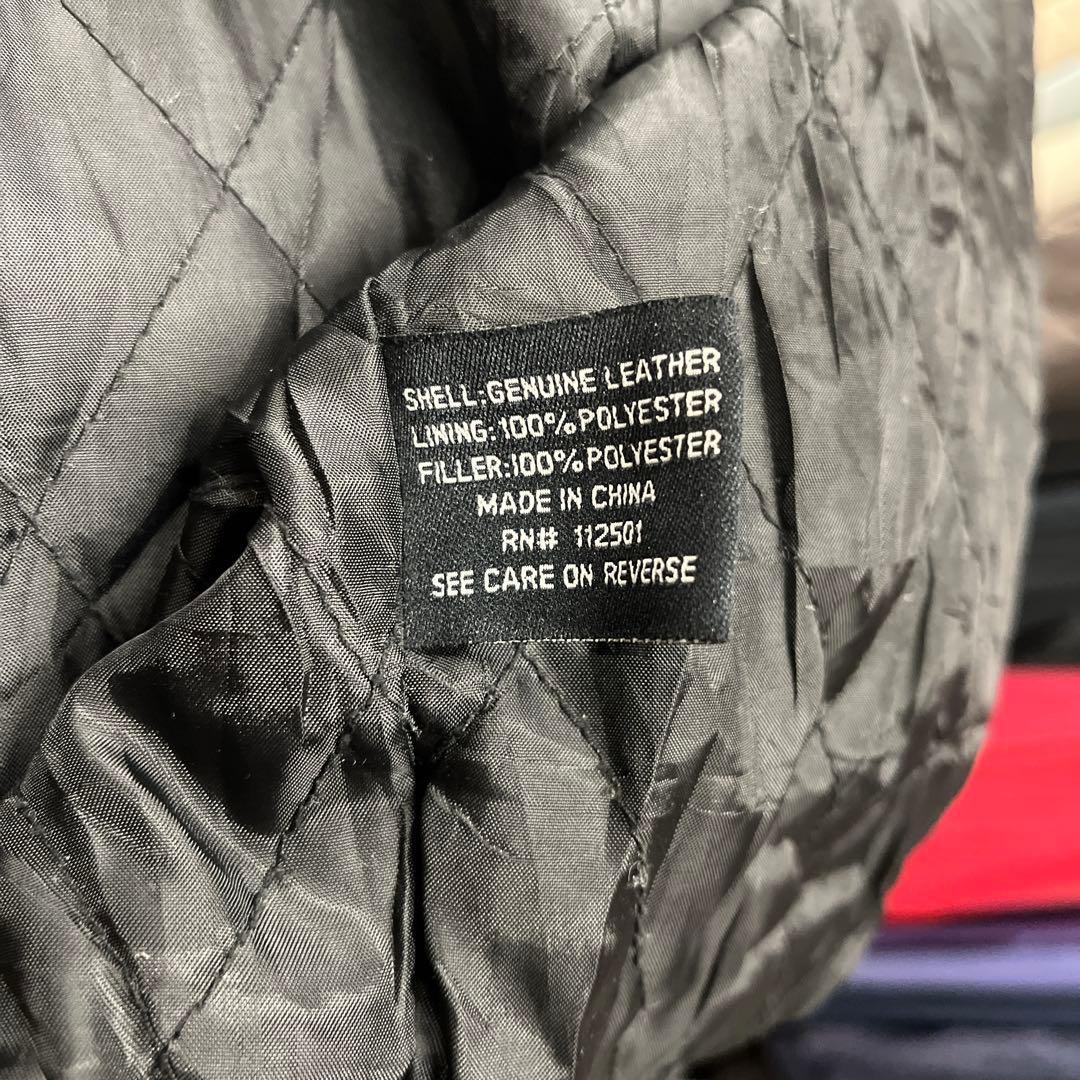 SHELL:GENUINE LEATHER
LINING:100%POLYESTER
FILLER:100%POLYESTER
MADE IN CHINA
RN# 112501
SEE CARE ON REVERSE